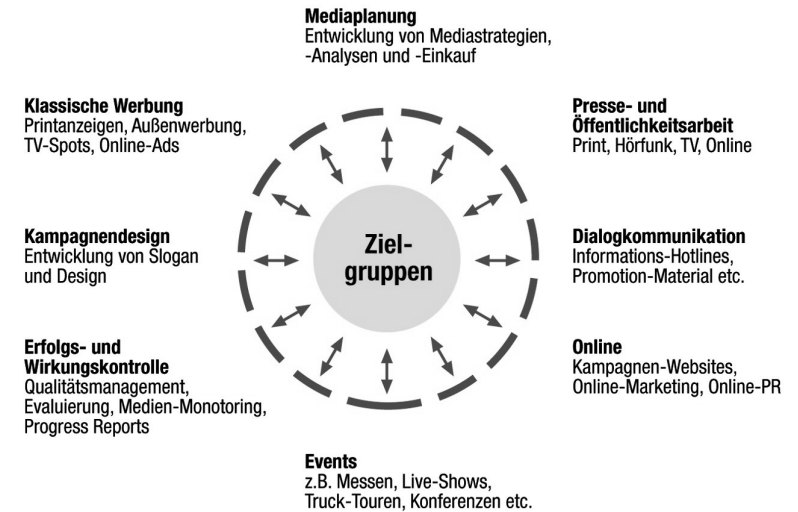 Mediaplanung
Entwicklung von Mediastrategien,
-Analysen und -Einkauf
Klassische Werbung
Printanzeigen, Außenwerbung,
TV-Spots, Online-Ads
Presse- und
Öffentlichkeitsarbeit
Print, Hörfunk, TV, Online
Kampagnendesign
Entwicklung von Slogan
und Design
Ziel-
gruppen
Dialogkommunikation
Informations-Hotlines,
Promotion-Material etc.
Erfolgs- und
Wirkungskontrolle
Qualitätsmanagement,
Evaluierung, Medien-Monotoring,
Progress Reports
Online
Kampagnen-Websites,
Online-Marketing, Online-PR
Events
z.B. Messen, Live-Shows,
Truck-Touren, Konferenzen etc.